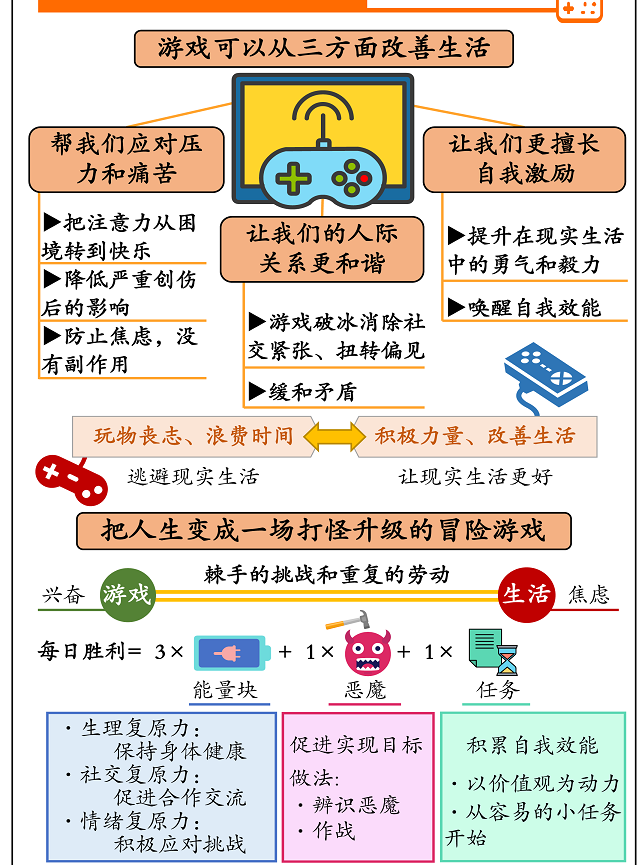 游戏可以从三方面改善生活
帮我们应对压
力和痛苦
▶把注意力从困
境转到快乐
▶降低严重创伤
后的影响
▶防止焦虑，没
有副作用
让我们的人际
关系更和谐
▶游戏破冰消除社
交紧张、扭转偏见
▶缓和矛盾
让我们更擅长
自我激励
▶提升在现实生活
中的勇气和毅力
▶唤醒自我效能
玩物丧志、浪费时间
积极力量、改善生活
逃避现实生活
让现实生活更好
把人生变成一场打怪升级的冒险游戏
棘手的挑战和重复的劳动
兴奋
游戏
生活
焦虑
每日胜利= 3× + 1× + 1×
能量块
恶魔
任务
·生理复原力：
保持身体健康
·社交复原力：
促进合作交流
·情绪复原力：
积极应对挑战
促进实现目标
做法:
·辨识恶魔
·作战
积累自我效能
·以价值观为动力
·从容易的小任务
开始